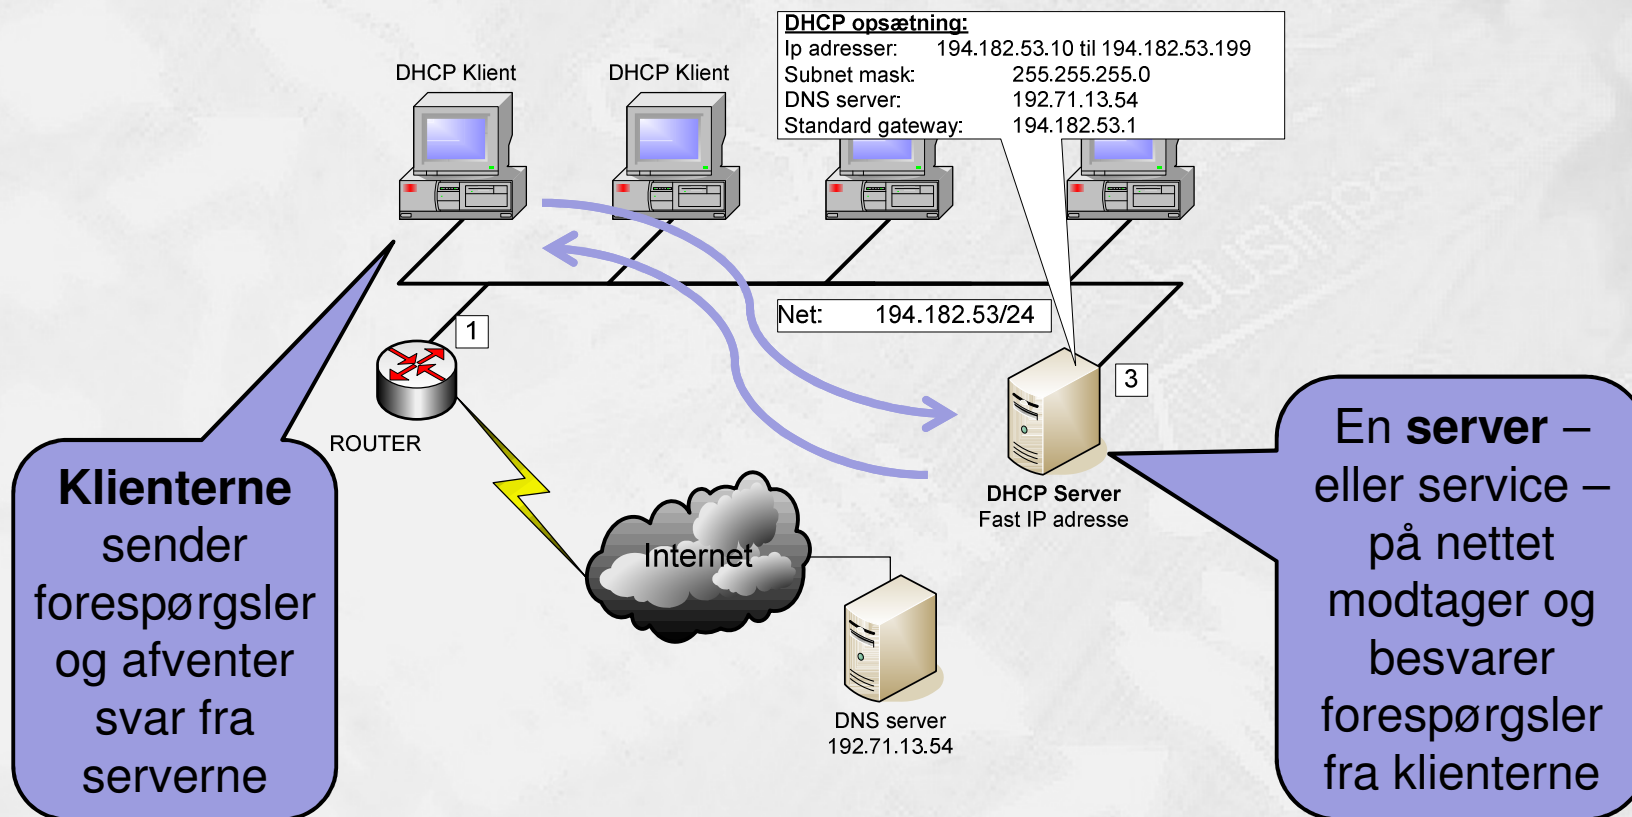 DHCP opsætning:
Ip adresser: 194.182.53.10 til 194.182.53.199
Subnet mask: 255.255.255.0
DNS server: 192.71.13.54
Standard gateway: 194.182.53.1
DHCP Klient
DHCP Klient
Net: 194.182.53/24
1
3
ROUTER
Klienterne
sender
forespørgsler
og afventer
svar fra
serverne
DHCP Server
Fast IP adresse
En server –
eller service –
på nettet
modtager og
besvarer
forespørgsler
fra klienterne
Internet
DNS server
192.71.13.54